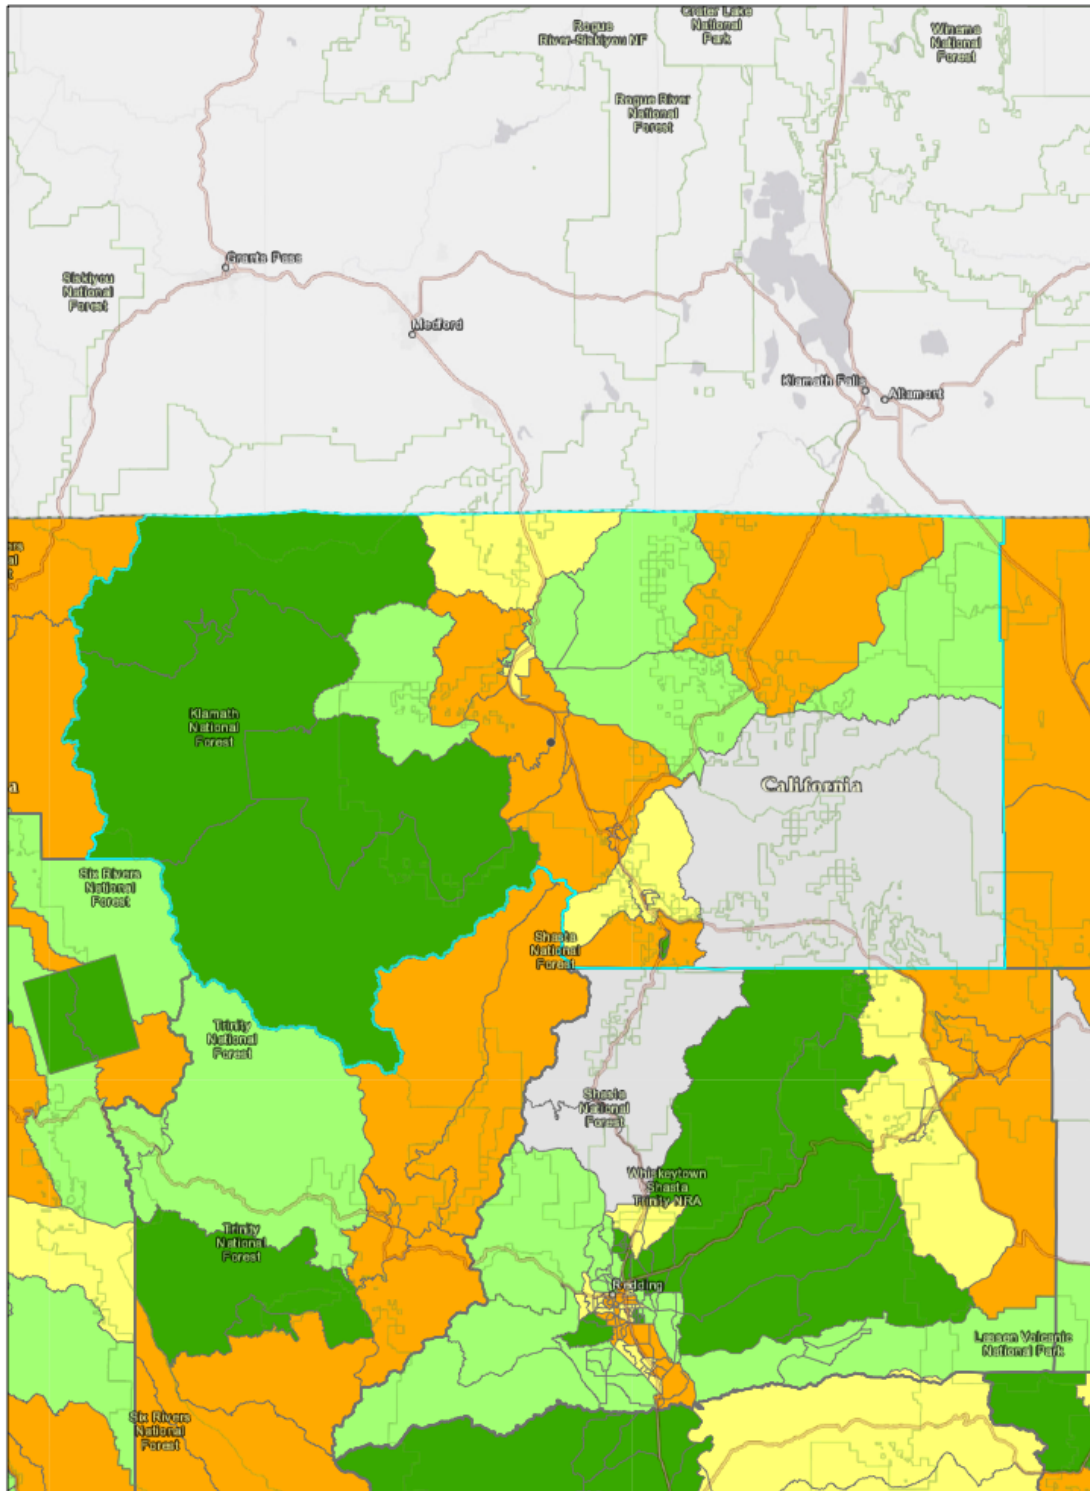 Crater Lake
National
Park
Rogue
River-Siskiyou NF
Winema
National
Forest
Rogue River
National
Forest
Grants Pass
Siskiyou
National
Forest
Medford
Klamath Falls
Altamont
Klamath
National
Forest
California
Six Rivers
National
Forest
Shasta
National
Forest
Trinity
National
Forest
Shasta
National
Forest
Whiskeytown
Shasta
Trinity NRA
Trinity
National
Forest
Redding
Lassen Volcanic
National Park
Six Rivers
National
Forest